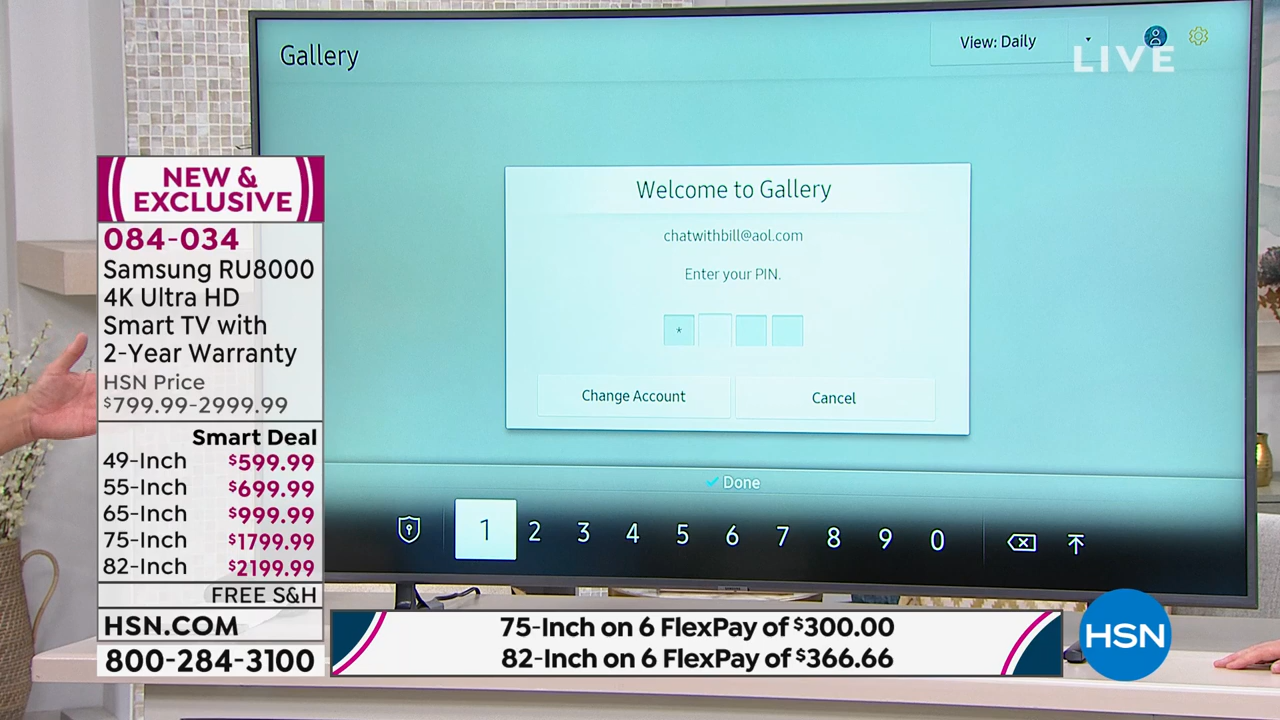 Gallery
View: Daily
LIVE
Welcome to Gallery
chatwithbill@aol.com
Enter your PIN.
*
Change Account
Cancel
Done
1 2 3 4 5 6 7 8 9 0
NEW &
EXCLUSIVE
084-034
Samsung RU8000
4K Ultra HD
Smart TV with
2-Year Warranty
HSN Price
$799.99-2999.99
Smart Deal
49-Inch $599.99
55-Inch $699.99
65-Inch $999.99
75-Inch $1799.99
82-Inch $2199.99
FREE S&H
HSN.COM
800-284-3100
75-Inch on 6 FlexPay of $300.00
82-Inch on 6 FlexPay of $366.66
HSN